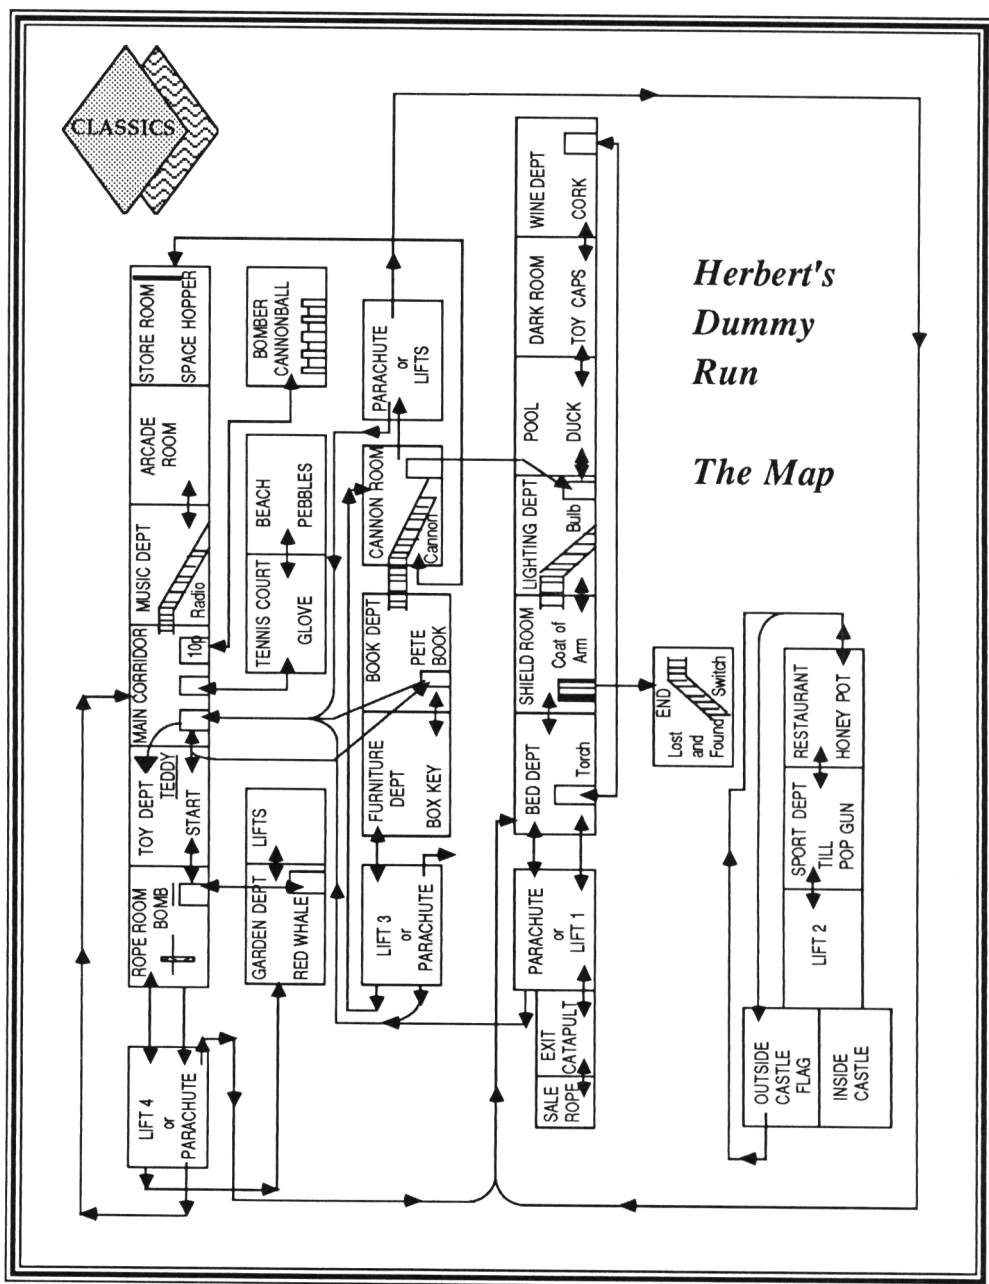 CLASSICS
Herbert's
Dummy
Run
The Map
STORE ROOM
SPACE HOPPER
ARCADE
ROOM
MUSIC DEPT
Radio
MAIN CORRIDOR
10p
TOY DEPT
TEDDY
START
ROPE ROOM
BOMB
LIFT 4
or
PARACHUTE
BOMBER
CANNONBALL
BEACH
PEBBLES
TENNIS COURT
GLOVE
LIFTS
GARDEN DEPT
RED WHALE
PARACHUTE
or
LIFTS
CANNON ROOM
Cannon
BOOK DEPT
PETE
BOOK
FURNITURE
DEPT
BOX KEY
LIFT 3
or
PARACHUTE
WINE DEPT
CORK
DARK ROOM
TOY CAPS
POOL
DUCK
LIGHTING DEPT
Bulb
SHIELD ROOM
Coat of
Arm
BED DEPT
Torch
PARACHUTE
or
LIFT 1
EXIT
CATAPULT
SALE
ROPE
END
Lost
and
Found
Switch
RESTAURANT
HONEY POT
SPORT DEPT
TILL
POP GUN
LIFT 2
OUTSIDE
CASTLE
FLAG
INSIDE
CASTLE